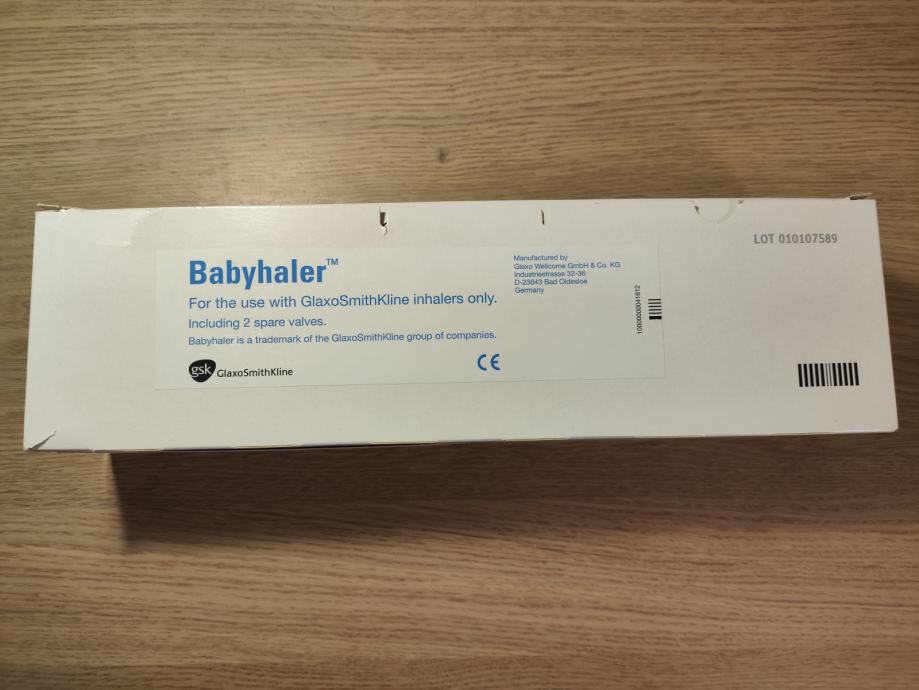 LOT 010107589
Babyhaler™
For the use with GlaxoSmithKline inhalers only.
Including 2 spare valves.
Babyhaler is a trademark of the GlaxoSmithKline group of companies.
gsk GlaxoSmithKline
CE
Manufactured by
Glaxo Wellcome GmbH & Co. KG
Industriestrasse 32-36
D-23843 Bad Oldesloe
Germany
10000000041612